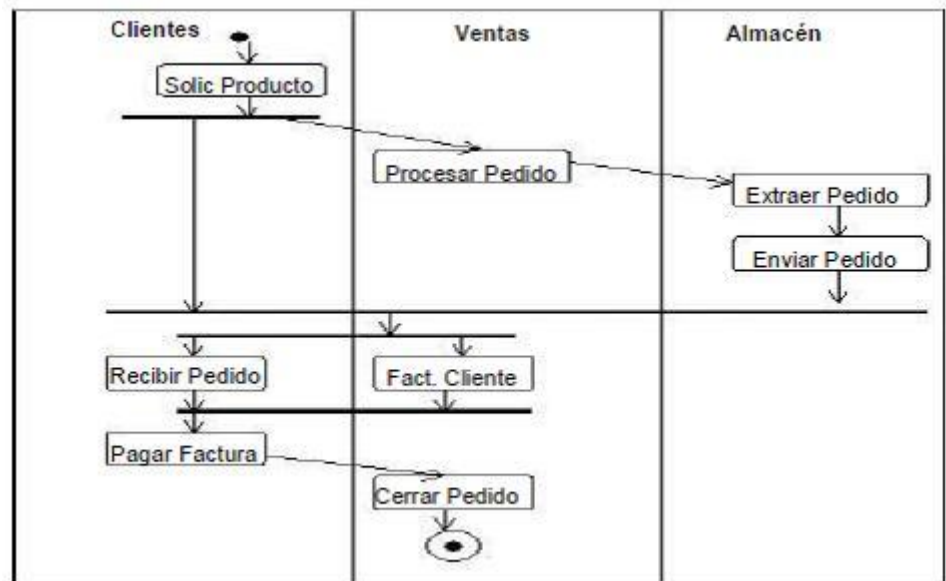 Clientes
Ventas
Almacén
Solic Producto
Procesar Pedido
Extraer Pedido
Enviar Pedido
Recibir Pedido
Fact. Cliente
Pagar Factura
Cerrar Pedido